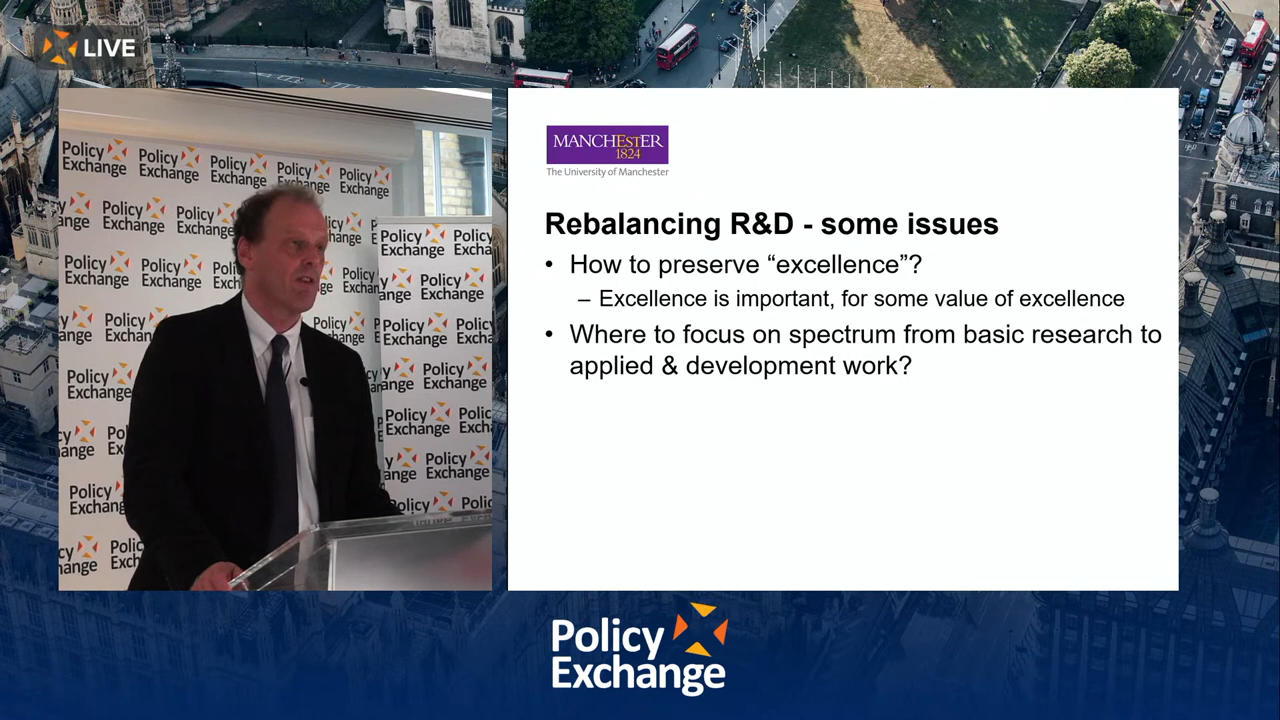 LIVE
Policy
Exchange
MANCHESTER
1824
The University of Manchester
Rebalancing R&D - some issues
• How to preserve “excellence”?
– Excellence is important, for some value of excellence
• Where to focus on spectrum from basic research to
applied & development work?
Policy
Exchange